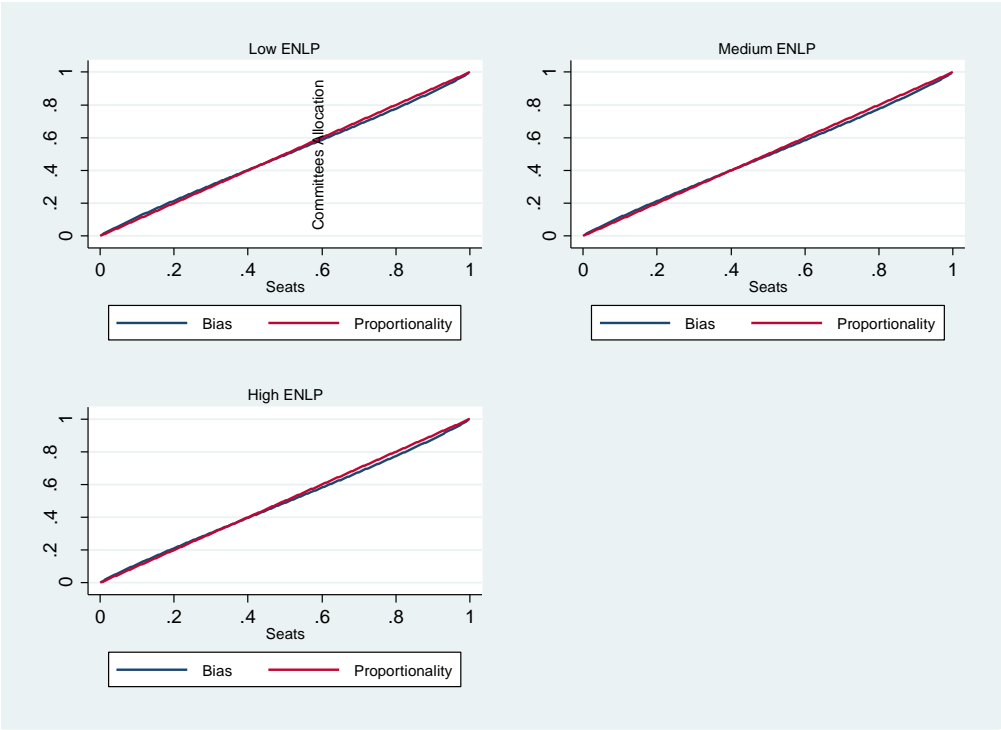 Low ENLP
1
.8
.6
.4
.2
0
Committees Allocation
0 .2 .4 .6 .8 1
Seats
Bias Proportionality
Medium ENLP
1
.8
.6
.4
.2
0
0 .2 .4 .6 .8 1
Seats
Bias Proportionality
High ENLP
1
.8
.6
.4
.2
0
0 .2 .4 .6 .8 1
Seats
Bias Proportionality